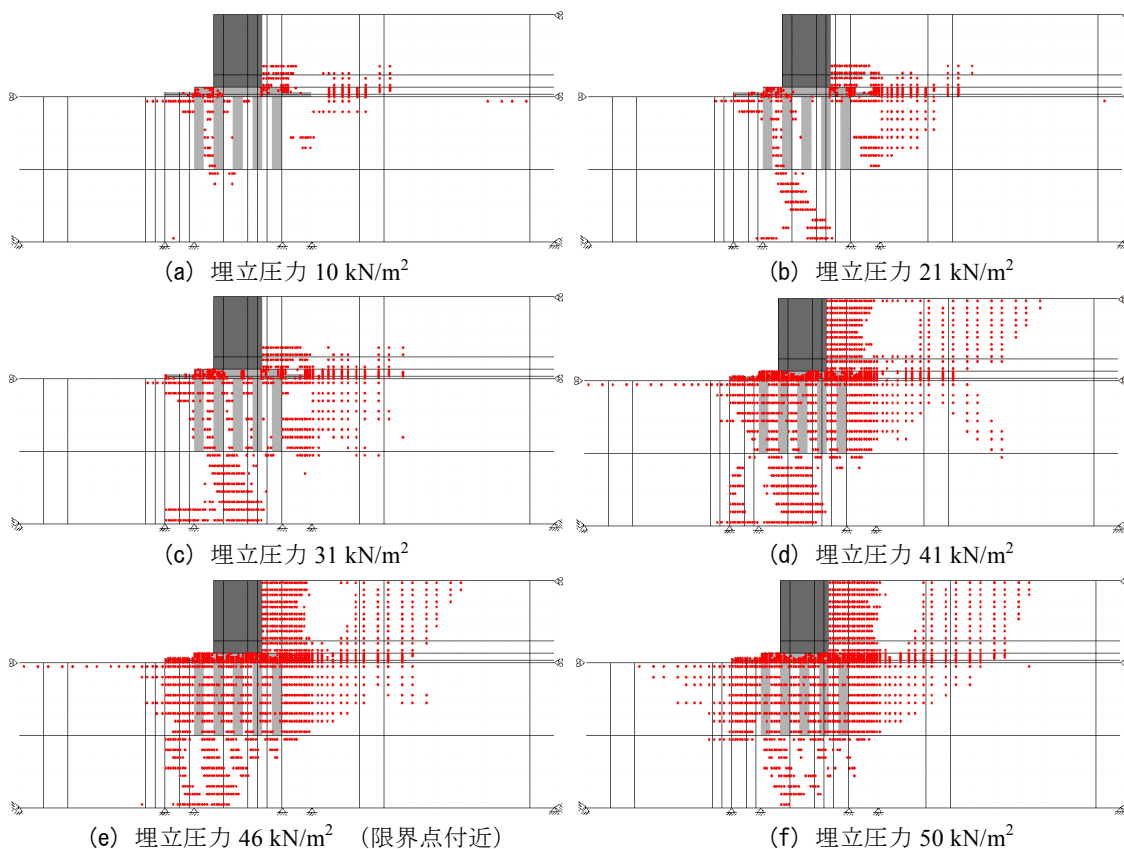 (a) 埋立圧力 10 kN/m²
(b) 埋立圧力 21 kN/m²
(c) 埋立圧力 31 kN/m²
(d) 埋立圧力 41 kN/m²
(e) 埋立圧力 46 kN/m² （限界点付近）
(f) 埋立圧力 50 kN/m²